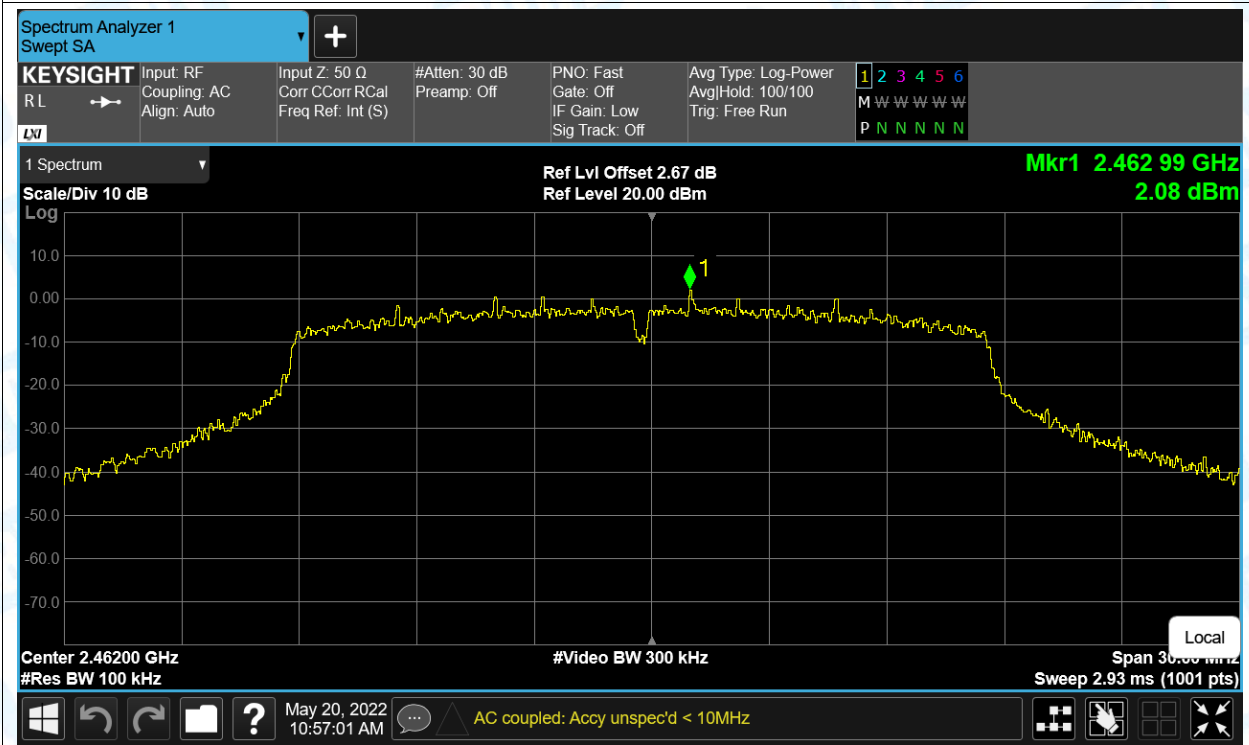 Spectrum Analyzer 1
Swept SA
+
KEYSIGHT
R L
LXI
Input: RF
Coupling: AC
Align: Auto
Input Z: 50 Ω
Corr CCorr RCal
Freq Ref: Int (S)
#Atten: 30 dB
Preamp: Off
PNO: Fast
Gate: Off
IF Gain: Low
Sig Track: Off
Avg Type: Log-Power
Avg|Hold: 100/100
Trig: Free Run
1 2 3 4 5 6
M W W W W W
P N N N N N
1 Spectrum
Scale/Div 10 dB
Log
Ref Lvl Offset 2.67 dB
Ref Level 20.00 dBm
Mkr1 2.462 99 GHz
2.08 dBm
1
10.0
0.00
-10.0
-20.0
-30.0
-40.0
-50.0
-60.0
-70.0
Local
Center 2.46200 GHz
#Video BW 300 kHz
Span 30.00 MHz
#Res BW 100 kHz
Sweep 2.93 ms (1001 pts)
?
May 20, 2022
10:57:01 AM
AC coupled: Accy unspec'd < 10MHz